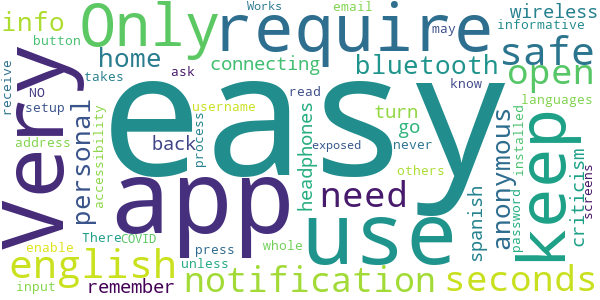 Works
email
info
Only
require
wireless
button
home
connecting
may
informative
safe
receive
takes
ask
bluetooth
know
open
NO
setup
username
read
languages
Very
easy
address
personal
accessibility
back
process
headphones
turn
go
exposed
never
keep
anonymous
password
installed
criticism
screens
app
need
others
use
spanish
There
COVID
enable
english
press
whole
unless
input
remember
notification
seconds